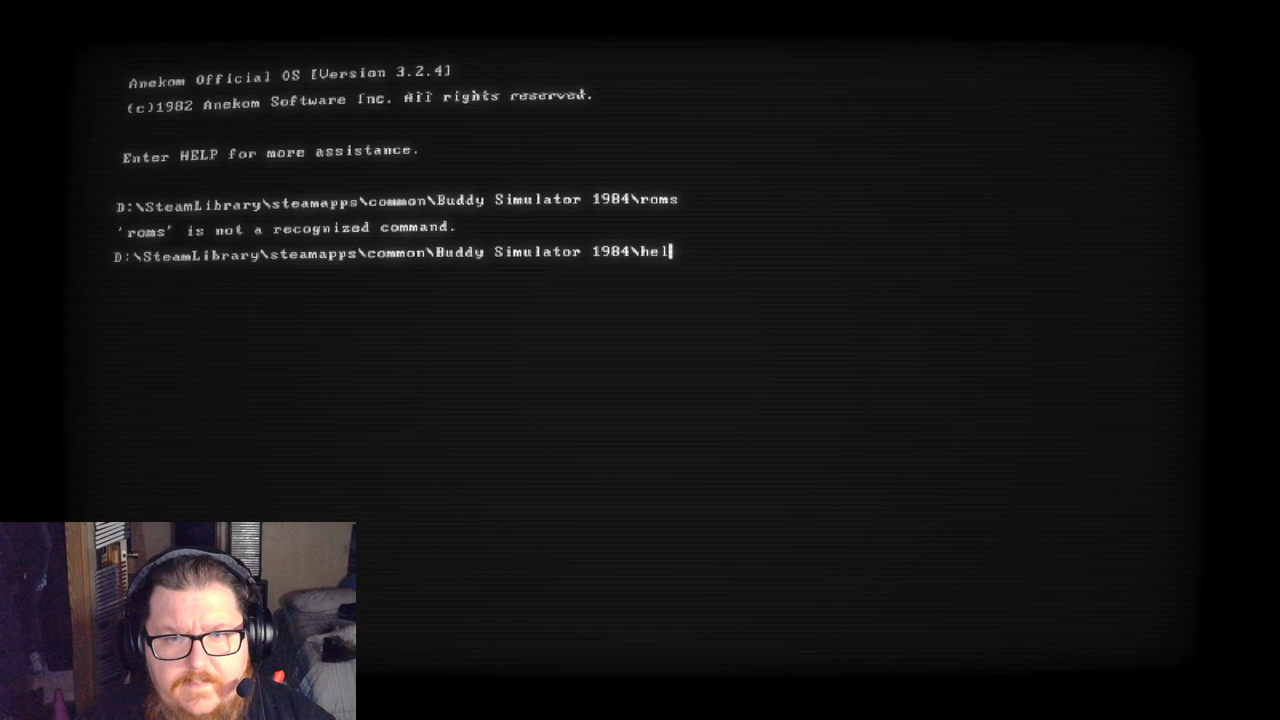 Anekom Official OS [Version 3.2.4]
(c)1982 Anekom Software Inc. All rights reserved.
Enter HELP for more assistance.
D:\SteamLibrary\steamapps\common\Buddy Simulator 1984\roms
'roms' is not a recognized command.
D:\SteamLibrary\steamapps\common\Buddy Simulator 1984\hel